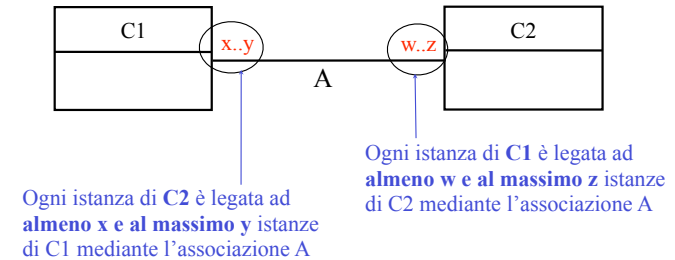 C1
C2
x..y
w..z
A
Ogni istanza di C1 è legata ad
almeno w e al massimo z istanze
di C2 mediante l’associazione A
Ogni istanza di C2 è legata ad
almeno x e al massimo y istanze
di C1 mediante l’associazione A